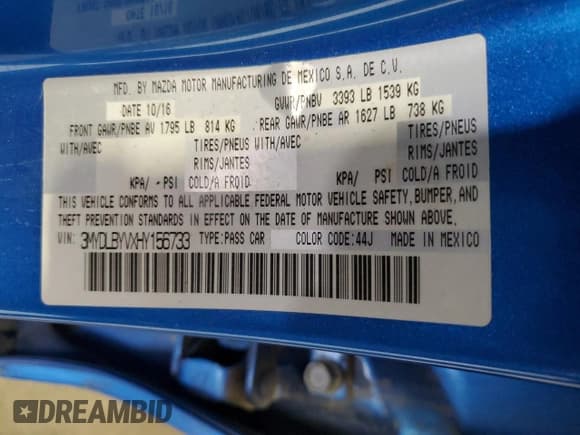 MFD. BY MAZDA MOTOR MANUFACTURING DE MEXICO S.A. DE C.V.
DATE 10/16 GVWR/PNBV 3393 LB 1539 KG
FRONT GAWR/PNBE AV 1795 LB 814 KG REAR GAWR/PNBE AR 1627 LB 738 KG
WITH/AVEC TIRES/PNEUS WITH/AVEC TIRES/PNEUS
RIMS/JANTES RIMS/JANTES
KPA/ - PSI COLD/A FROID KPA/ PSI COLD/A FROID
THIS VEHICLE CONFORMS TO ALL APPLICABLE FEDERAL MOTOR VEHICLE SAFETY, BUMPER, AND
THEFT PREVENTION STANDARDS IN EFFECT ON THE DATE OF MANUFACTURE SHOWN ABOVE.
VIN: 3MYDLBYVXHY156733 TYPE:PASS CAR COLOR CODE:44J MADE IN MEXICO
DREAMBID